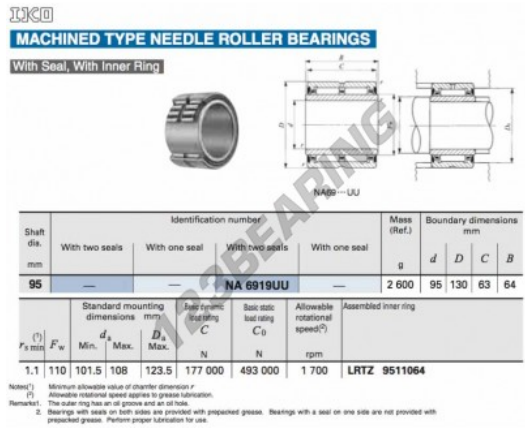 IKO
MACHINED TYPE NEEDLE ROLLER BEARINGS
With Seal, With Inner Ring
B
C
r
r
D
d
Fw
da
Da
NA69···UU
123BEARING
Shaft dia. mm
Identification number
Mass (Ref.) g
Boundary dimensions mm
With two seals
With one seal
With two seals
With one seal
d D C B
95 — — NA 6919UU — 2 600 95 130 63 64
Standard mounting dimensions mm
Basic dynamic load rating C N
Basic static load rating C0 N
Allowable rotational speed(2) rpm
Assembled inner ring
rs min(1) Fw
da Min. Max.
Da Max.
1.1 110 101.5 108 123.5 177 000 493 000 1 700 LRTZ 9511064
Notes(1) Minimum allowable value of chamfer dimension r
(2) Allowable rotational speed applies to grease lubrication.
Remarks1. The outer ring has an oil groove and an oil hole.
2. Bearings with seals on both sides are provided with prepacked grease. Bearings with a seal on one side are not provided with
prepacked grease. Perform proper lubrication for use.